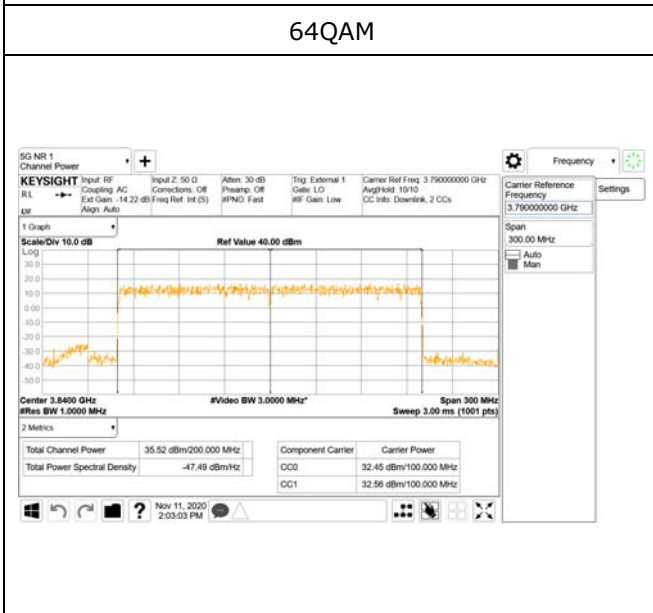 64QAM
5G NR 1
Channel Power
Frequency
KEYSIGHT
RL
Input: RF
Coupling: AC
Ext Gain: -14.22 dB
Align: Auto
Input Z: 50 Ω
Corrections: Off
Freq Ref: Int (S)
Atten: 30 dB
Preamp: Off
#PNO: Fast
Trig: External 1
Gate: LO
#IF Gain: Low
Carrier Ref Freq: 3.790000000 GHz
Avg|Hold: 10/10
CC Info: Downlink, 2 CCs
Carrier Reference
Frequency
3.790000000 GHz
Settings
Span
300.00 MHz
Auto
Man
1 Graph
Scale/Div 10.0 dB
Ref Value 40.00 dBm
Log
30.0
20.0
10.0
0.00
-10.0
-20.0
-30.0
-40.0
-50.0
Center 3.8400 GHz
#Video BW 3.0000 MHz*
Span 300 MHz
#Res BW 1.0000 MHz
Sweep 3.00 ms (1001 pts)
2 Metrics
Total Channel Power 35.52 dBm/200.000 MHz
Total Power Spectral Density -47.49 dBm/Hz
Component Carrier Carrier Power
CC0 32.45 dBm/100.000 MHz
CC1 32.56 dBm/100.000 MHz
Nov 11, 2020
2:03:03 PM